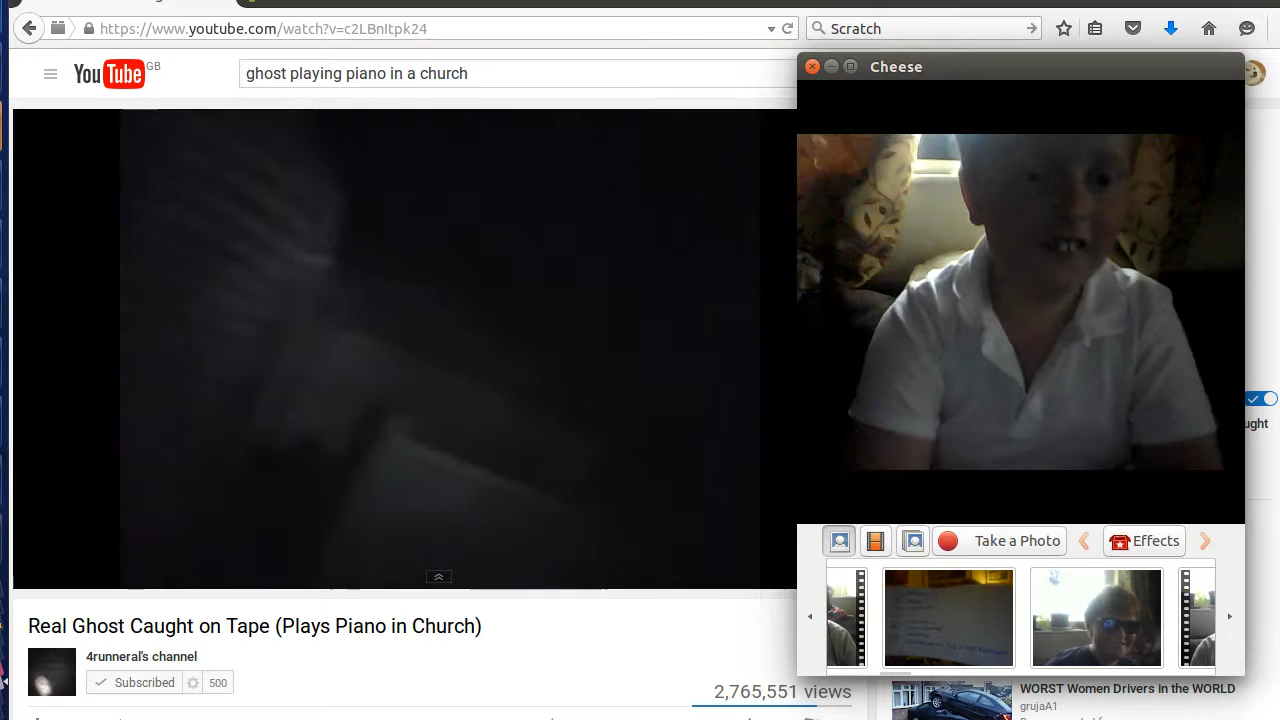 https://www.youtube.com/watch?v=c2LBnItpk24
Scratch
YouTube GB
ghost playing piano in a church
Cheese
ught
Take a Photo
Effects
Real Ghost Caught on Tape (Plays Piano in Church)
4runneral's channel
Subscribed
500
2,765,551 views
WORST Women Drivers in the WORLD
grujaA1